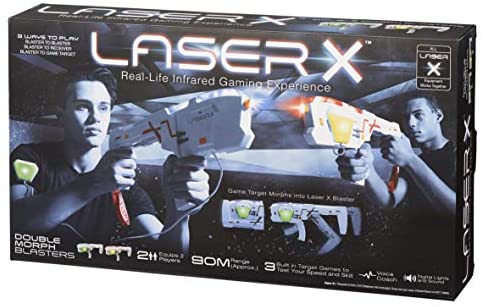 3 WAYS TO PLAY
BLASTER TO BLASTER
BLASTER TO RECEIVER
BLASTER TO GAME TARGET
LASER X™
Real-Life Infrared Gaming Experience
ALL
LASER
X
Equipment
Works Together
LASER X
Game Target Morphs into Laser X Blaster
DOUBLE
MORPH
BLASTERS
2 Equips 2
Players
90M Range
(Approx.)
3 Built in Target Games to
Test Your Speed and Skill
Voice
Coach
Digital Lights
and Sound